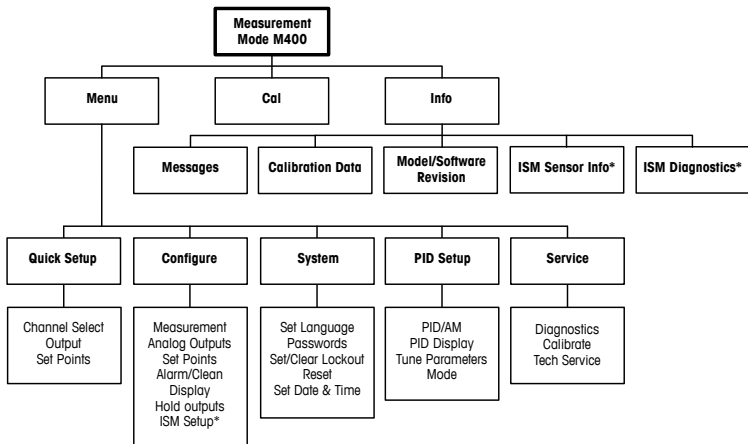 Measurement
Mode M400
Menu
Cal
Info
Messages
Calibration Data
Model/Software
Revision
ISM Sensor Info*
ISM Diagnostics*
Quick Setup
Configure
System
PID Setup
Service
Channel Select
Output
Set Points
Measurement
Analog Outputs
Set Points
Alarm/Clean
Display
Hold outputs
ISM Setup*
Set Language
Passwords
Set/Clear Lockout
Reset
Set Date & Time
PID/AM
PID Display
Tune Parameters
Mode
Diagnostics
Calibrate
Tech Service